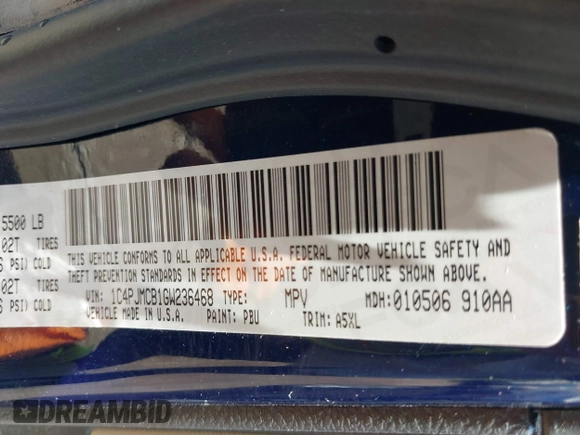 5500 LB
02T TIRES
PSI) COLD
02T TIRES
PSI) COLD
THIS VEHICLE CONFORMS TO ALL APPLICABLE U.S.A. FEDERAL MOTOR VEHICLE SAFETY AND
THEFT PREVENTION STANDARDS IN EFFECT ON THE DATE OF MANUFACTURE SHOWN ABOVE.
VIN: 1C4PJMCB1GW236468 TYPE: MPV MDH: 010506 910AA
VEHICLE MADE IN U.S.A. PAINT: PBU TRIM: A5XL
DREAMBID